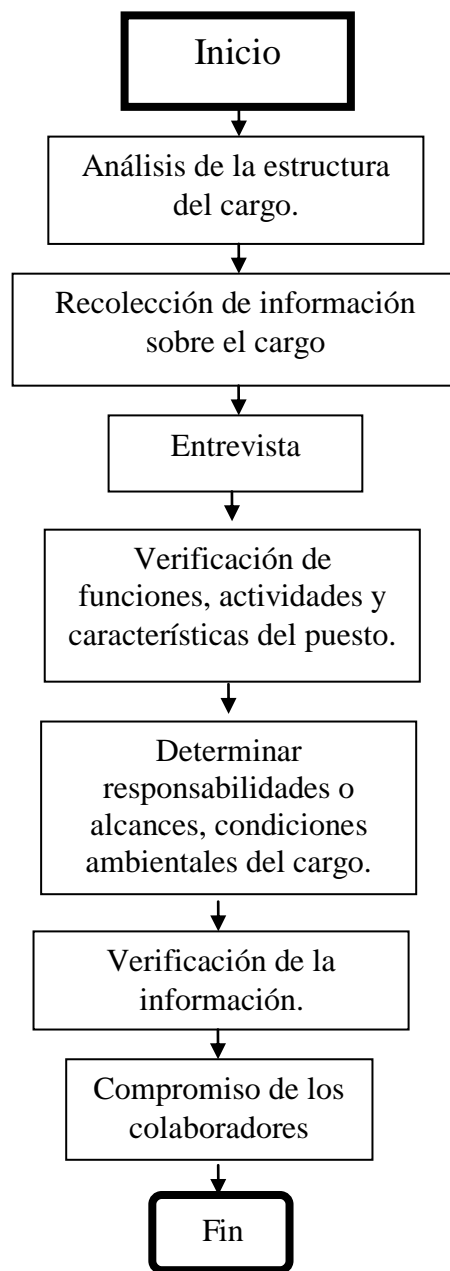 Inicio
Análisis de la estructura
del cargo.
Recolección de información
sobre el cargo
Entrevista
Verificación de
funciones, actividades y
características del puesto.
Determinar
responsabilidades o
alcances, condiciones
ambientales del cargo.
Verificación de la
información.
Compromiso de los
colaboradores
Fin